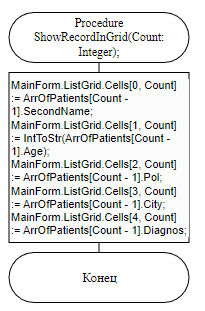 Procedure
ShowRecordInGrid(Count:
Integer);
MainForm.ListGrid.Cells[0, Count]
:= ArrOfPatients[Count -
1].SecondName;
MainForm.ListGrid.Cells[1, Count]
:= IntToStr(ArrOfPatients[Count -
1].Age);
MainForm.ListGrid.Cells[2, Count]
:= ArrOfPatients[Count - 1].Pol;
MainForm.ListGrid.Cells[3, Count]
:= ArrOfPatients[Count - 1].City;
MainForm.ListGrid.Cells[4, Count]
:= ArrOfPatients[Count - 1].Diagnos;
Конец